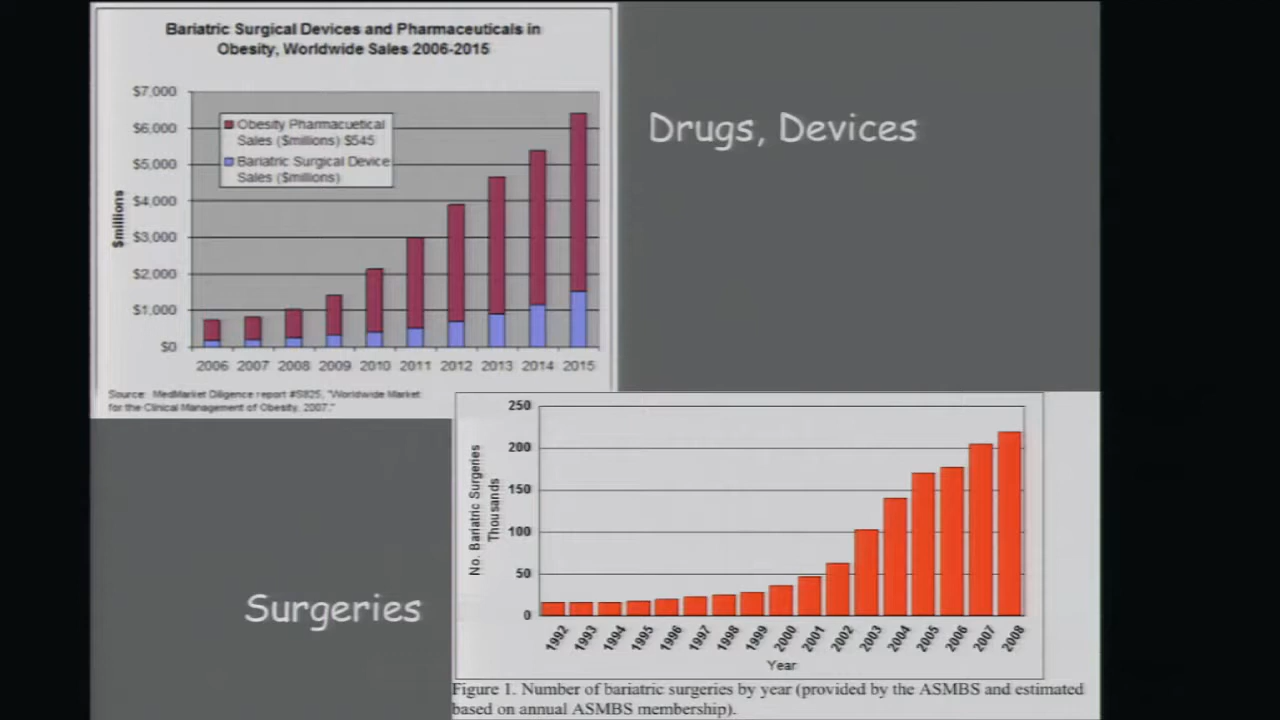 Bariatric Surgical Devices and Pharmaceuticals in
Obesity, Worldwide Sales 2006-2015
$7,000
$6,000
$5,000
$4,000
$3,000
$2,000
$1,000
$0
$millions
Obesity Pharmacuetical
Sales ($millions) $545
Bariatric Surgical Device
Sales ($millions)
2006 2007 2008 2009 2010 2011 2012 2013 2014 2015
Source: MedMarket Diligence report #S825, "Worldwide Market
for the Clinical Management of Obesity, 2007."
Drugs, Devices
Surgeries
250
200
150
100
50
0
No. Bariatric Surgeries
Thousands
1992 1993 1994 1995 1996 1997 1998 1999 2000 2001 2002 2003 2004 2005 2006 2007 2008
Year
Figure 1. Number of bariatric surgeries by year (provided by the ASMBS and estimated
based on annual ASMBS membership).